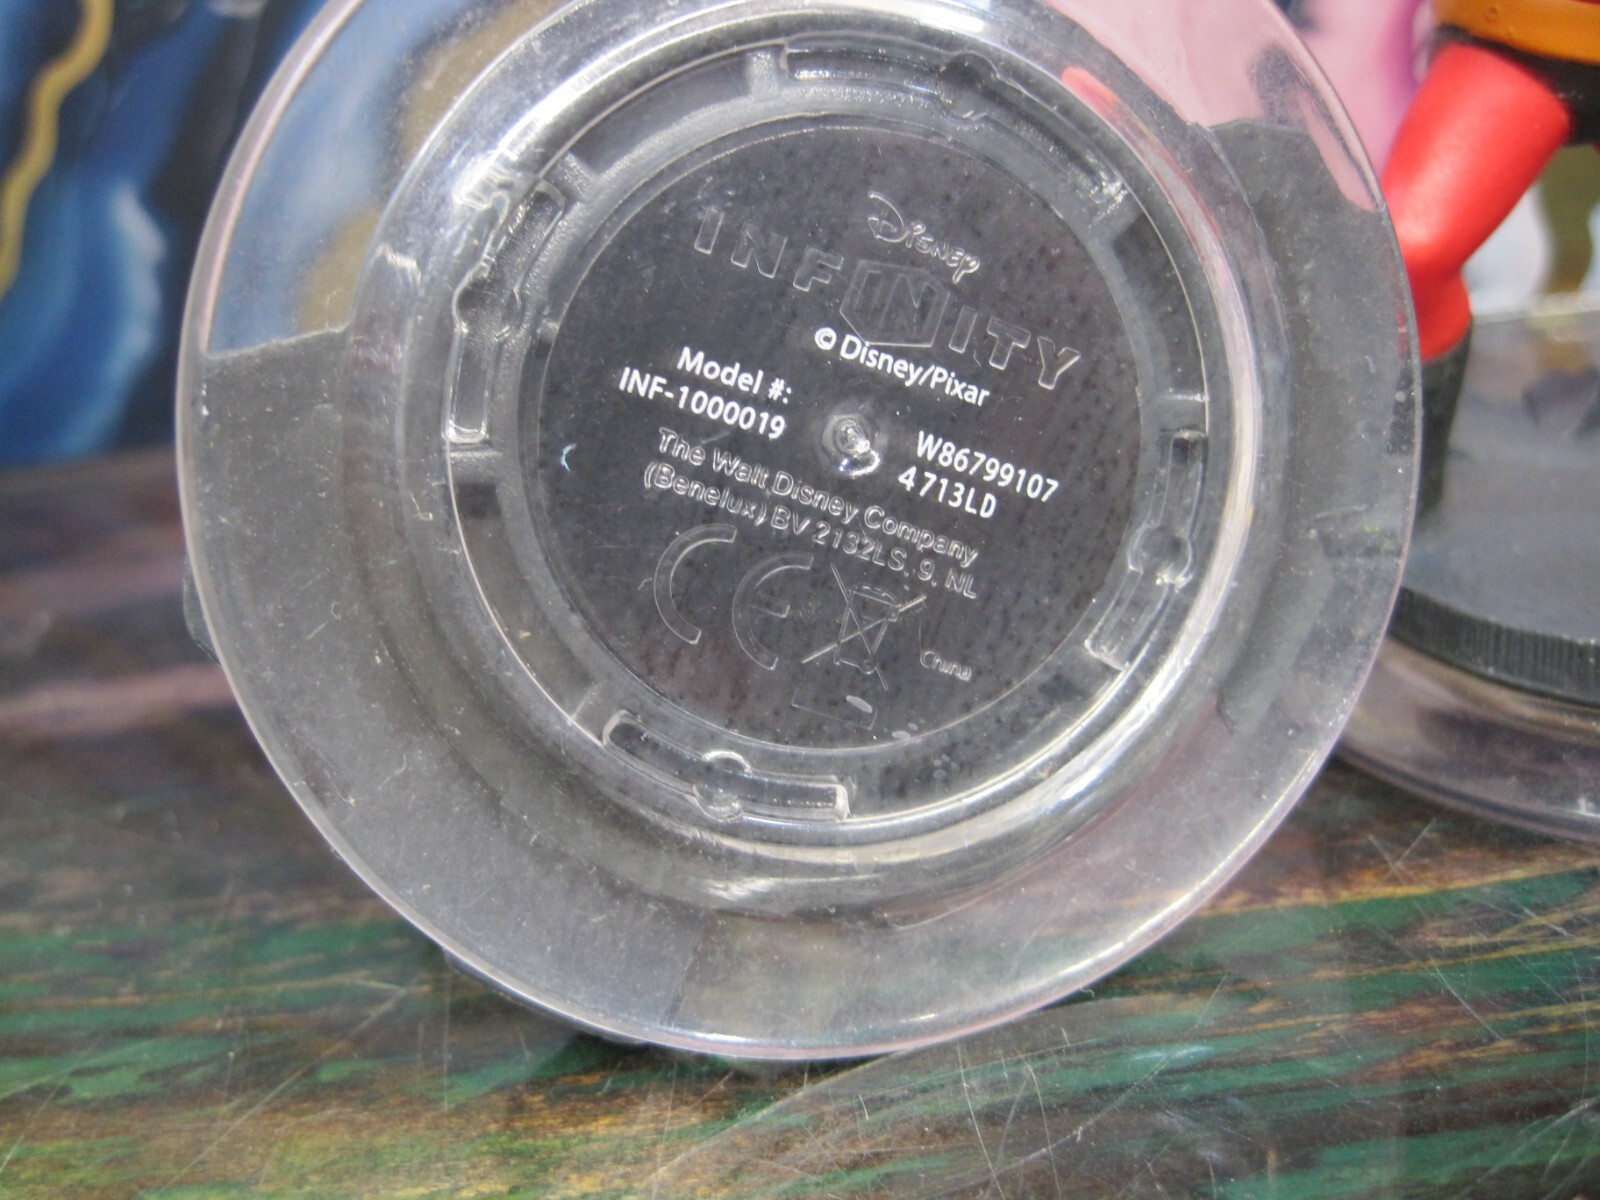 Disney
INFINITY
© Disney/Pixar
Model #:
INF-1000019
W86799107
4713LD
The Walt Disney Company
(Benelux) BV 2132LS, 9, NL
CE
China